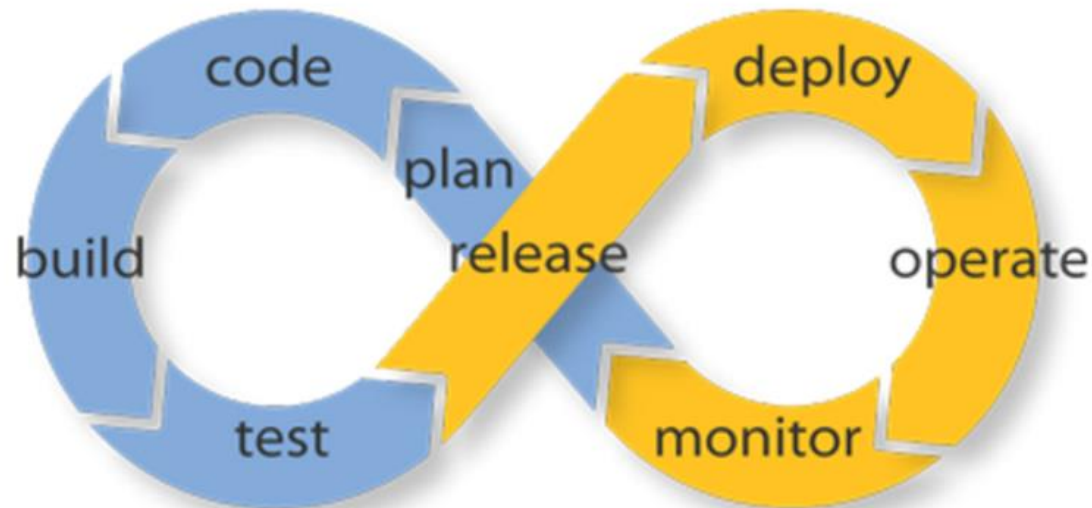 code
deploy
plan
release
build
operate
test
monitor